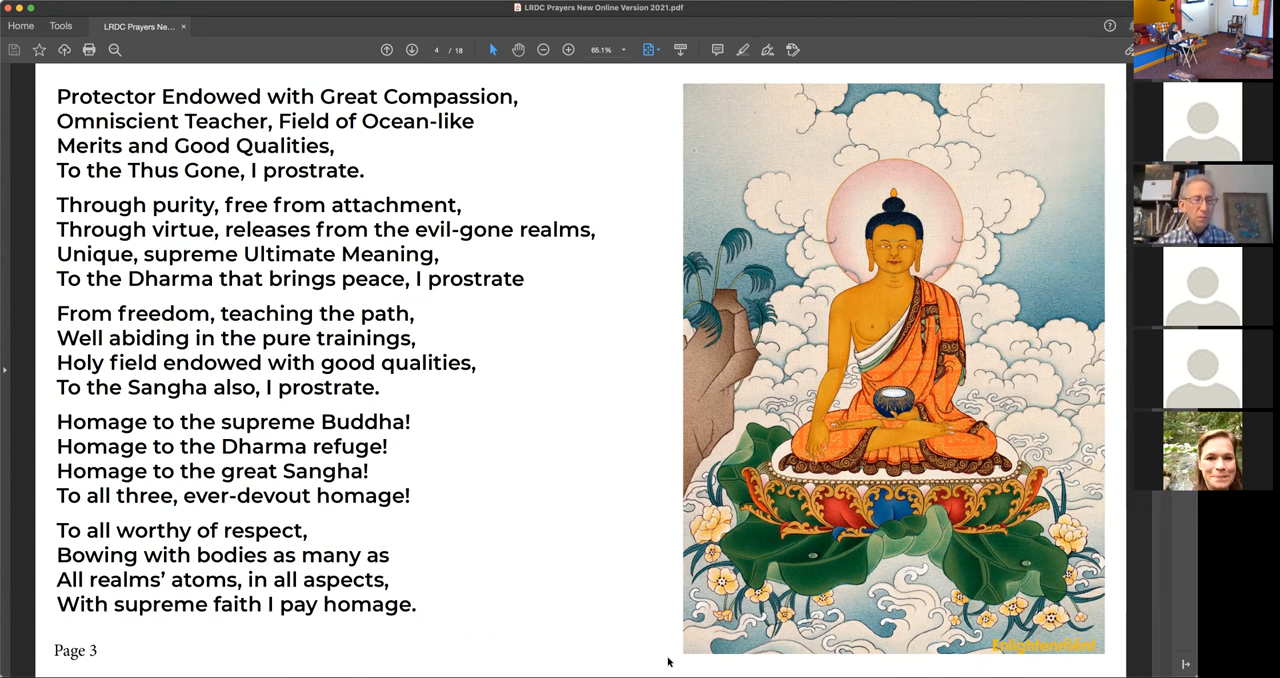 LRDC Prayers New Online Version 2021.pdf
Home Tools LRDC Prayers Ne... ×
4 / 18 65.1%
Protector Endowed with Great Compassion,
Omniscient Teacher, Field of Ocean-like
Merits and Good Qualities,
To the Thus Gone, I prostrate.
Through purity, free from attachment,
Through virtue, releases from the evil-gone realms,
Unique, supreme Ultimate Meaning,
To the Dharma that brings peace, I prostrate
From freedom, teaching the path,
Well abiding in the pure trainings,
Holy field endowed with good qualities,
To the Sangha also, I prostrate.
Homage to the supreme Buddha!
Homage to the Dharma refuge!
Homage to the great Sangha!
To all three, ever-devout homage!
To all worthy of respect,
Bowing with bodies as many as
All realms’ atoms, in all aspects,
With supreme faith I pay homage.
Page 3
Enlightenment